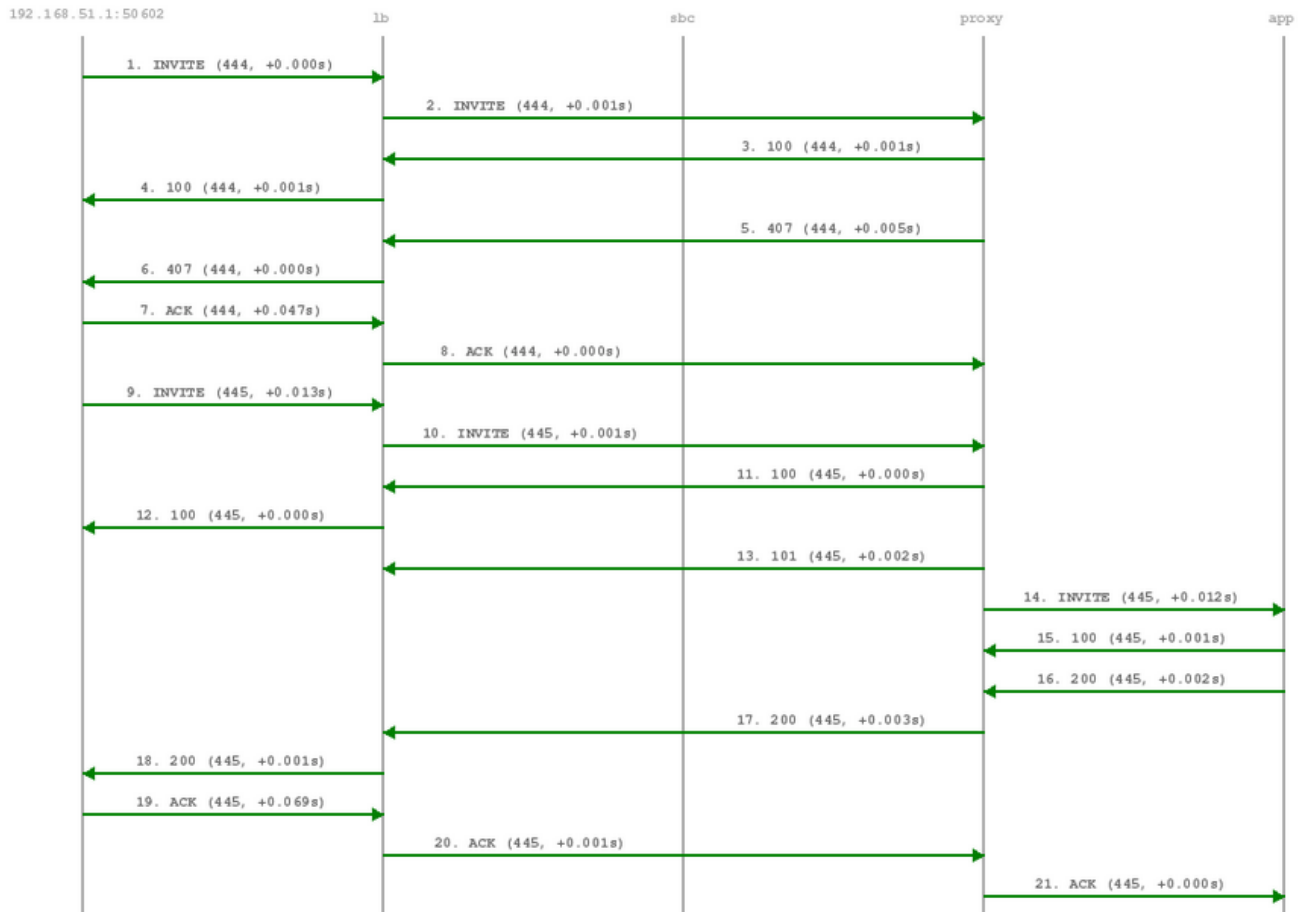 192.168.51.1:50602 lb sbc proxy app
1. INVITE (444, +0.000s)
2. INVITE (444, +0.001s)
3. 100 (444, +0.001s)
4. 100 (444, +0.001s)
5. 407 (444, +0.005s)
6. 407 (444, +0.000s)
7. ACK (444, +0.047s)
8. ACK (444, +0.000s)
9. INVITE (445, +0.013s)
10. INVITE (445, +0.001s)
11. 100 (445, +0.000s)
12. 100 (445, +0.000s)
13. 101 (445, +0.002s)
14. INVITE (445, +0.012s)
15. 100 (445, +0.001s)
16. 200 (445, +0.002s)
17. 200 (445, +0.003s)
18. 200 (445, +0.001s)
19. ACK (445, +0.069s)
20. ACK (445, +0.001s)
21. ACK (445, +0.000s)